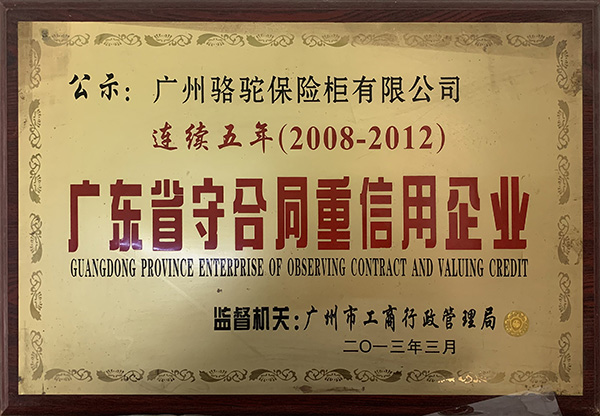 公示：广州骆驼保险柜有限公司
连续五年(2008-2012)
广东省守合同重信用企业
GUANGDONG PROVINCE ENTERPRISE OF OBSERVING CONTRACT AND VALUING CREDIT
监督机关：广州市工商行政管理局
二〇一三年三月